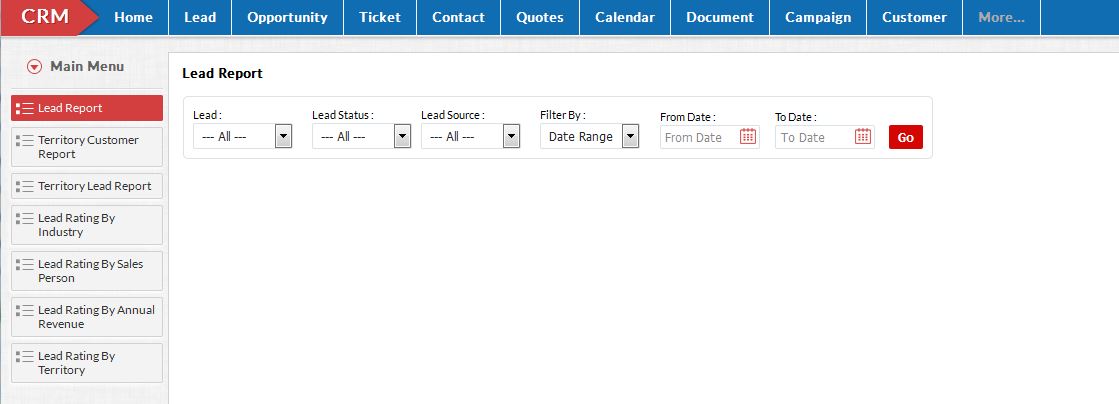 CRM Home Lead Opportunity Ticket Contact Quotes Calendar Document Campaign Customer More...
Main Menu
Lead Report
Territory Customer
Report
Territory Lead Report
Lead Rating By
Industry
Lead Rating By Sales
Person
Lead Rating By Annual
Revenue
Lead Rating By
Territory
Lead Report
Lead : Lead Status : Lead Source : Filter By : From Date : To Date :
--- All --- --- All --- --- All --- Date Range From Date To Date Go